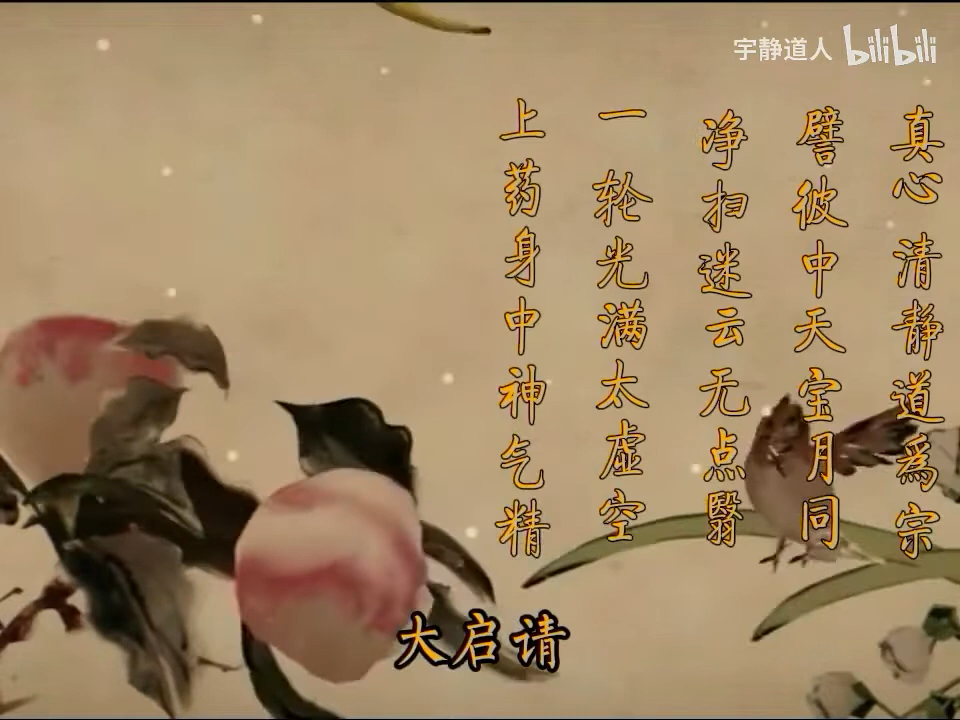 宇静道人 bilibili
真心清静道為宗
譬彼中天宝月同
净扫迷云无点翳
一轮光满太虚空
上药身中神气精
大启请